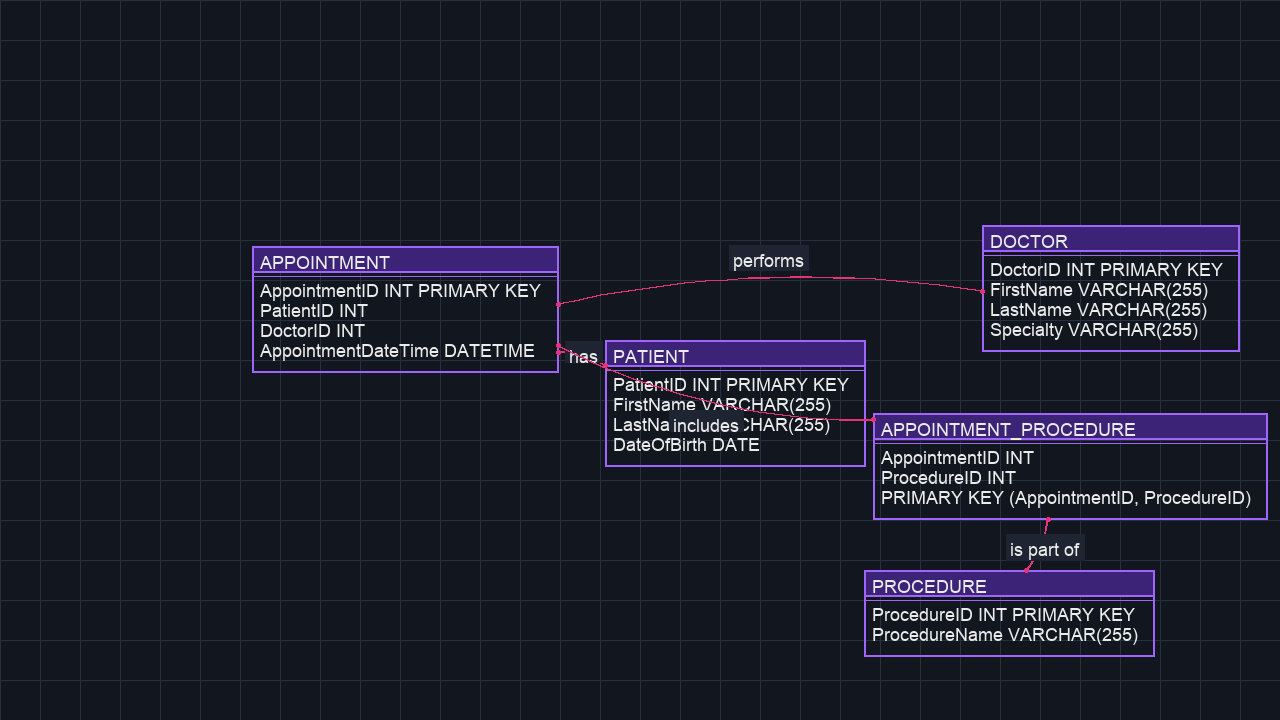 APPOINTMENT
AppointmentID INT PRIMARY KEY
PatientID INT
DoctorID INT
AppointmentDateTime DATETIME
performs
DOCTOR
DoctorID INT PRIMARY KEY
FirstName VARCHAR(255)
LastName VARCHAR(255)
Specialty VARCHAR(255)
has
PATIENT
PatientID INT PRIMARY KEY
FirstName VARCHAR(255)
includes
DateOfBirth DATE
APPOINTMENT_PROCEDURE
AppointmentID INT
ProcedureID INT
PRIMARY KEY (AppointmentID, ProcedureID)
is part of
PROCEDURE
ProcedureID INT PRIMARY KEY
ProcedureName VARCHAR(255)